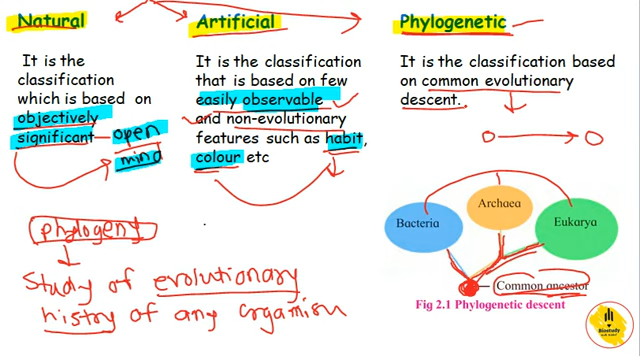 Natural
It is the
classification
which is based on
objectively
significant open
mind
Artificial
It is the classification
that is based on few
easily observable
and non-evolutionary
features such as habit,
colour etc
Phylogenetic
It is the classification based
on common evolutionary
descent.
Archaea
Bacteria
Eukarya
Common ancestor
Fig 2.1 Phylogenetic descent
phylogeny
Study of evolutionary
histry of any organism